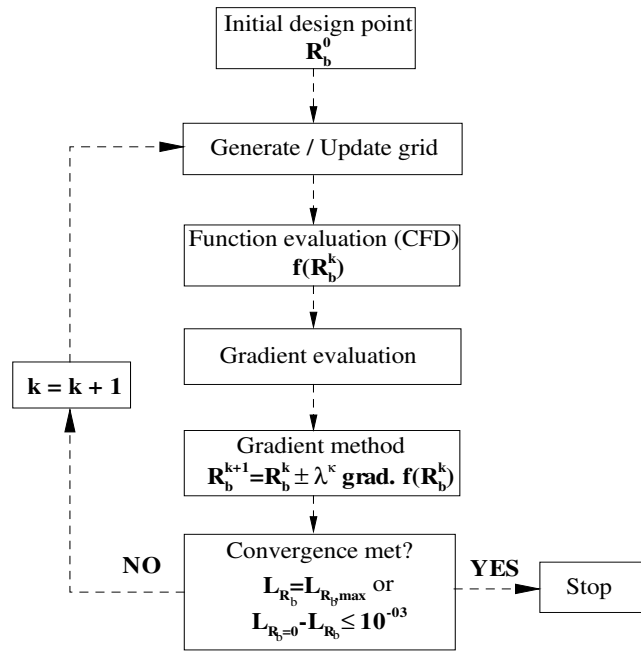 Initial design point
R_b^0
Generate / Update grid
Function evaluation (CFD)
f(R_b^k)
Gradient evaluation
k = k + 1
Gradient method
R_b^{k+1}=R_b^k ± λ^κ grad. f(R_b^k)
NO
Convergence met?
L_{R_b}=L_{R_b,max} or
L_{R_b=0}-L_{R_b} ≤ 10^{-03}
YES
Stop